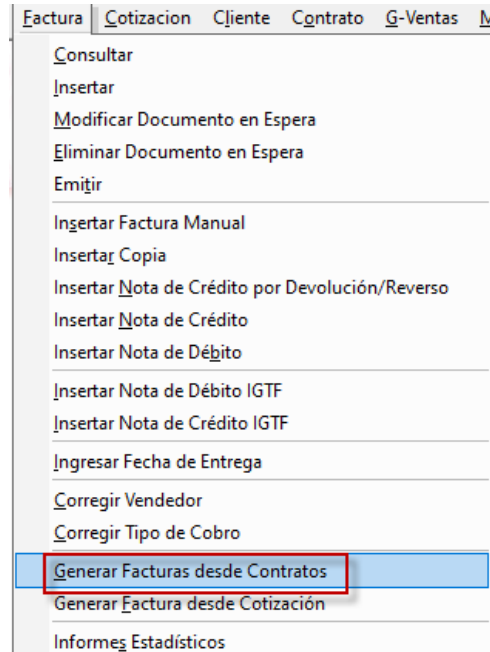 Factura Cotizacion Cliente Contrato G-Ventas M
Consultar
Insertar
Modificar Documento en Espera
Eliminar Documento en Espera
Emitir
Insertar Factura Manual
Insertar Copia
Insertar Nota de Crédito por Devolución/Reverso
Insertar Nota de Crédito
Insertar Nota de Débito
Insertar Nota de Débito IGTF
Insertar Nota de Crédito IGTF
Ingresar Fecha de Entrega
Corregir Vendedor
Corregir Tipo de Cobro
Generar Facturas desde Contratos
Generar Factura desde Cotización
Informes Estadísticos